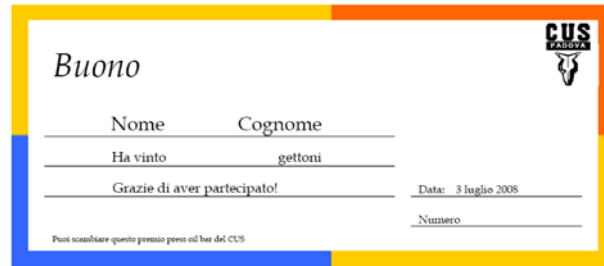 CUS
PADOVA
Buono
Nome Cognome
Ha vinto gettoni
Grazie di aver partecipato!
Data: 3 luglio 2008
Numero
Puoi scambiare questo premio press oil bar del CUS